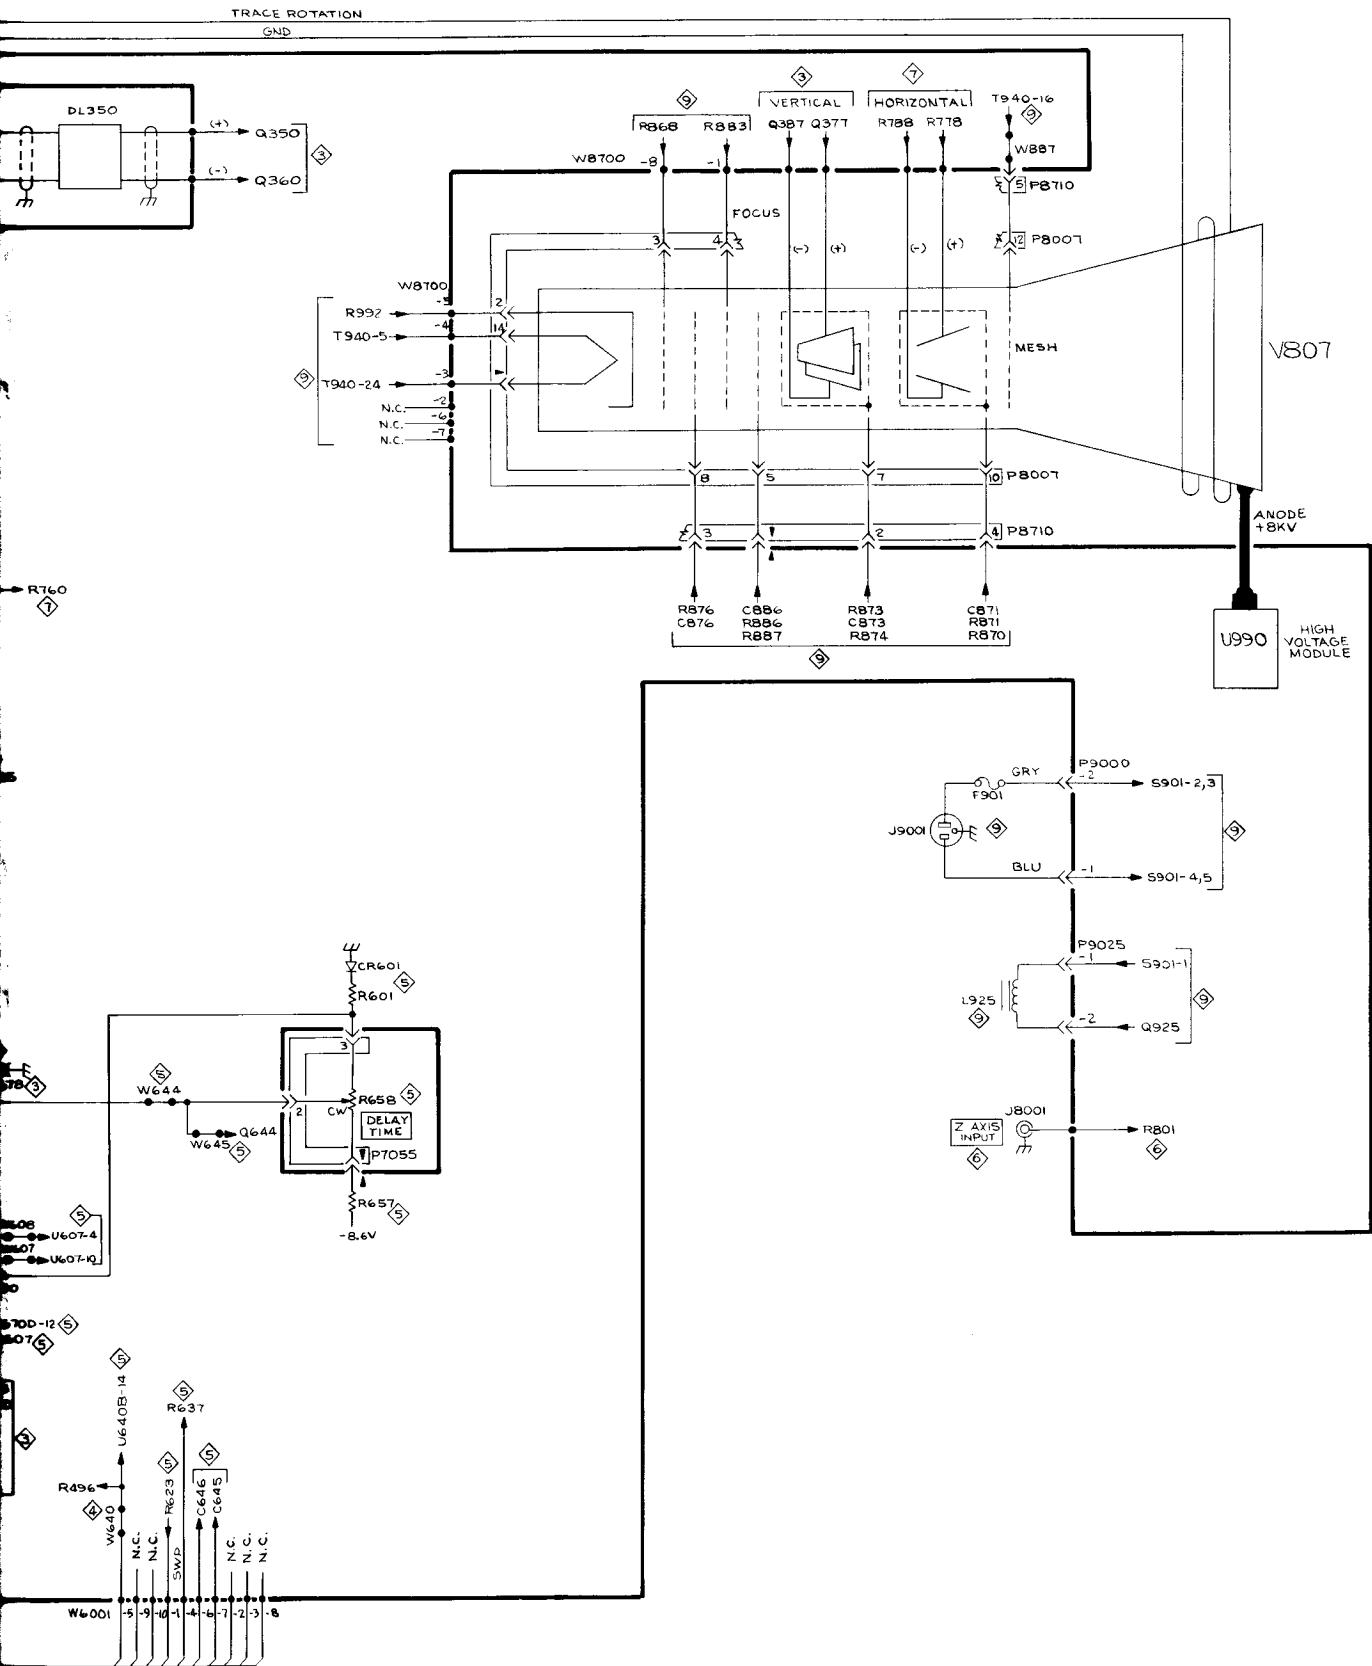 TRACE ROTATION
GND
DL350
(+)
Q350
(-)
Q360
3
9
R868 R883
3
VERTICAL
Q387 Q377
7
HORIZONTAL
R788 R778
T940-16
9
W887
W8700
-8
-1
5
P8710
FOCUS
3
4
(-)
(+)
(-)
(+)
12
P8007
W8700
R992
-5
2
T940-5
-4
14
T940-24
-3
9
N.C.
-2
N.C.
-6
N.C.
-7
MESH
V807
8
5
7
10
P8007
3
2
4
P8710
ANODE
+8KV
R876
C876
C886
R886
R887
R873
C873
R874
C871
R871
R870
9
U990
HIGH
VOLTAGE
MODULE
R760
7
GRY
P9000
-2
S901-2,3
F901
J9001
9
9
BLU
-1
S901-4,5
P9025
-1
S901-1
L925
9
9
-2
Q925
J8001
Z AXIS
INPUT
6
R801
6
CR601
5
R601
3
5
W644
2
CW
R658
5
DELAY
TIME
W645
Q644
5
P7055
R657
5
-8.6V
3
5
U607-4
U607-10
70D-12
5
5
3
5
U640B-14
R496
4
W640
N.C.
N.C.
5
R623
SWP
5
R637
5
C646
C645
N.C.
N.C.
N.C.
W6001
-5 -9 -10 -1 -4 -6 -7 -2 -3 -8